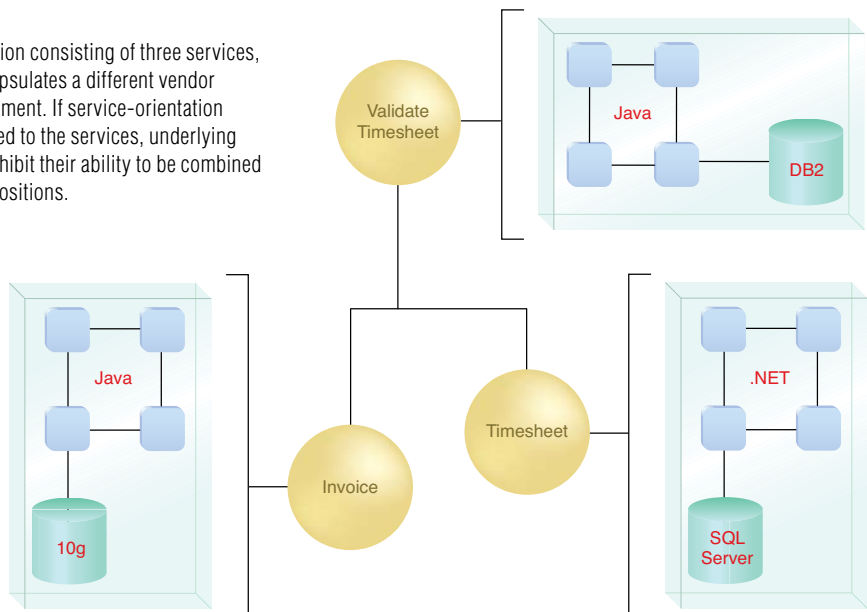 ion consisting of three services,
psulates a different vendor
ment. If service-orientation
ed to the services, underlying
hibit their ability to be combined
ositions.
Validate
Timesheet
Java
DB2
Java
10g
Invoice
Timesheet
.NET
SQL
Server